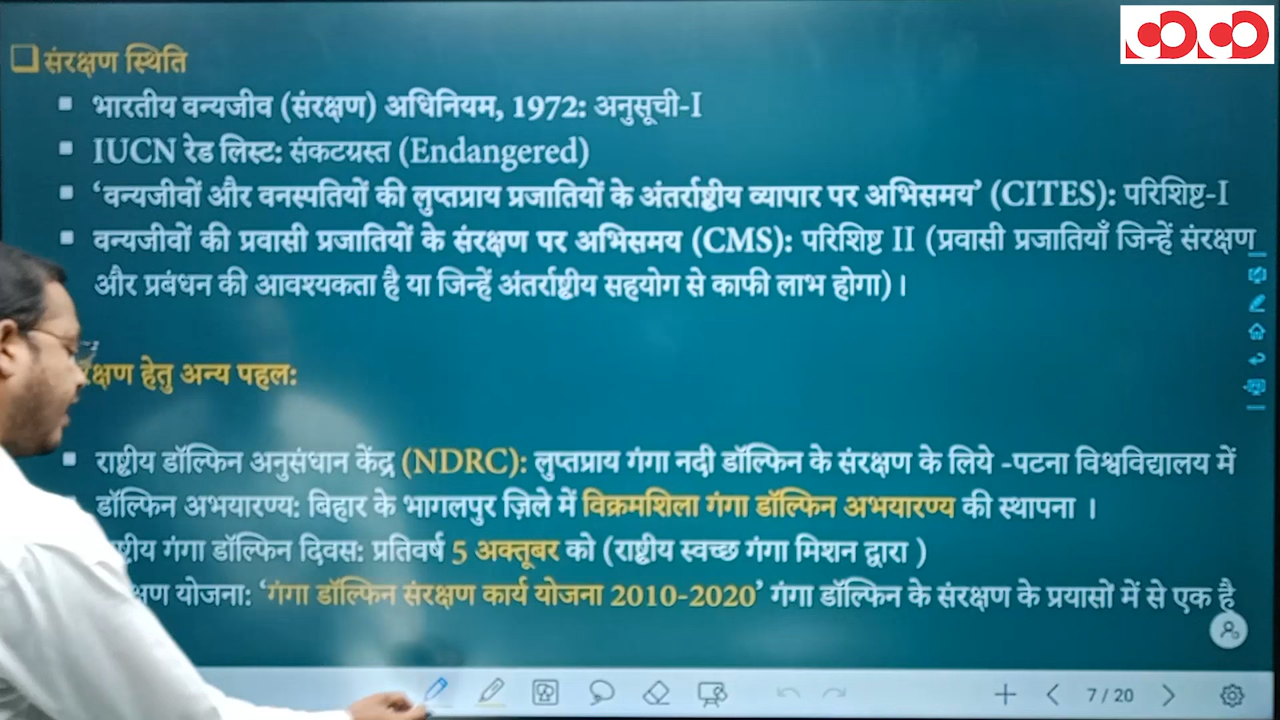 संरक्षण स्थिति
भारतीय वन्यजीव (संरक्षण) अधिनियम, 1972: अनुसूची-I
IUCN रेड लिस्ट: संकटग्रस्त (Endangered)
‘वन्यजीवों और वनस्पतियों की लुप्तप्राय प्रजातियों के अंतर्राष्ट्रीय व्यापार पर अभिसमय’ (CITES): परिशिष्ट-I
वन्यजीवों की प्रवासी प्रजातियों के संरक्षण पर अभिसमय (CMS): परिशिष्ट II (प्रवासी प्रजातियाँ जिन्हें संरक्षण
और प्रबंधन की आवश्यकता है या जिन्हें अंतर्राष्ट्रीय सहयोग से काफी लाभ होगा)।
हेतु अन्य पहल:
राष्ट्रीय डॉल्फिन अनुसंधान केंद्र (NDRC): लुप्तप्राय गंगा नदी डॉल्फिन के संरक्षण के लिये -पटना विश्वविद्यालय में
डॉल्फिन अभयारण्य: बिहार के भागलपुर ज़िले में विक्रमशिला गंगा डॉल्फिन अभयारण्य की स्थापना ।
गंगा डॉल्फिन दिवस: प्रतिवर्ष 5 अक्तूबर को (राष्ट्रीय स्वच्छ गंगा मिशन द्वारा )
योजना: ‘गंगा डॉल्फिन संरक्षण कार्य योजना 2010-2020’ गंगा डॉल्फिन के संरक्षण के प्रयासों में से एक है
7 / 20